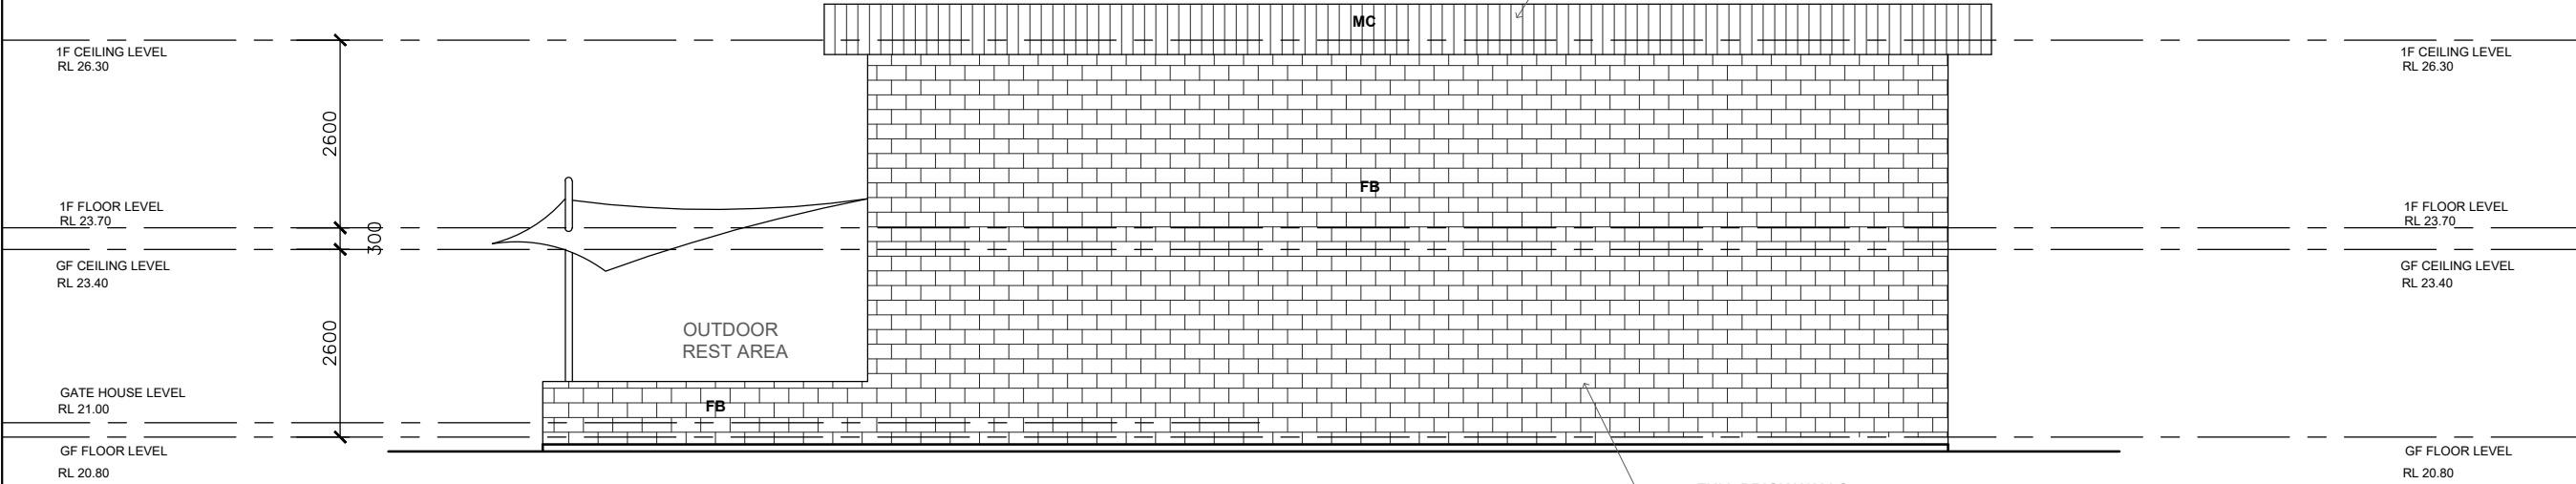 MC
1F CEILING LEVEL
RL 26.30
1F CEILING LEVEL
RL 26.30
2600
FB
1F FLOOR LEVEL
RL 23.70
1F FLOOR LEVEL
RL 23.70
300
GF CEILING LEVEL
RL 23.40
GF CEILING LEVEL
RL 23.40
2600
OUTDOOR
REST AREA
GATE HOUSE LEVEL
RL 21.00
FB
GF FLOOR LEVEL
RL 20.80
GF FLOOR LEVEL
RL 20.80